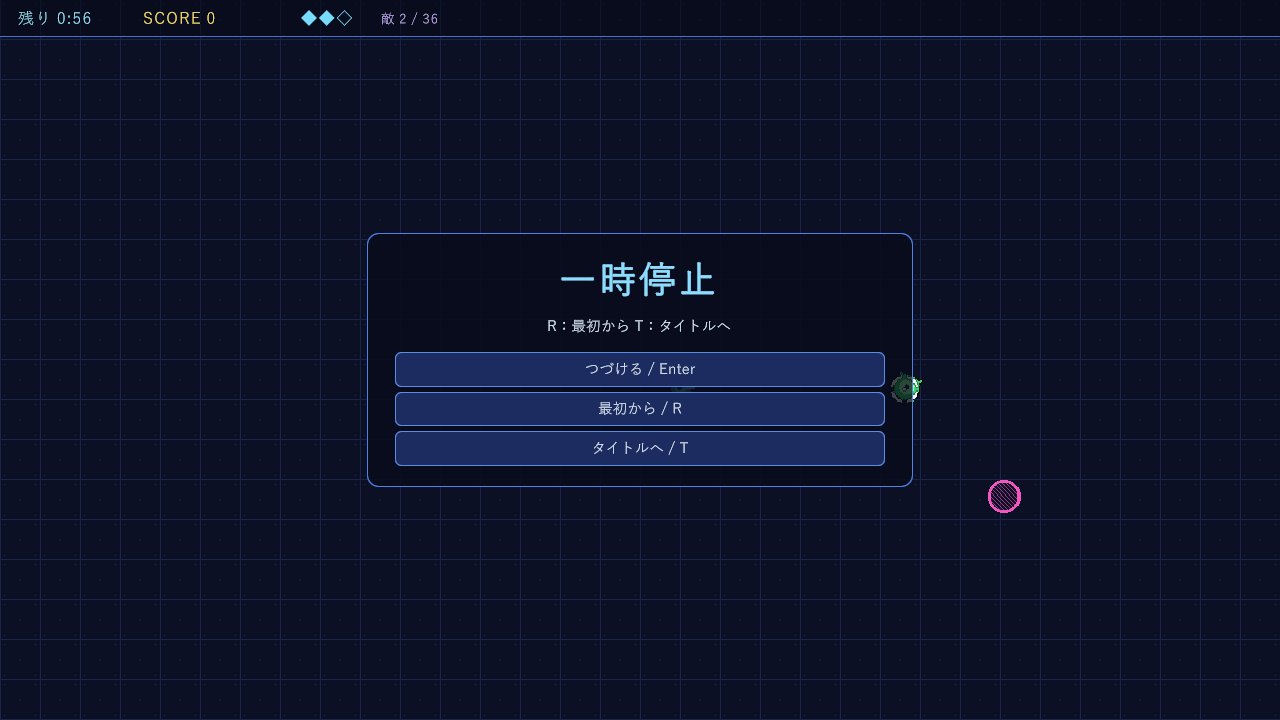 残り 0:56 SCORE 0 敵 2 / 36
一時停止
R：最初から T：タイトルへ
つづける / Enter
最初から / R
タイトルへ / T